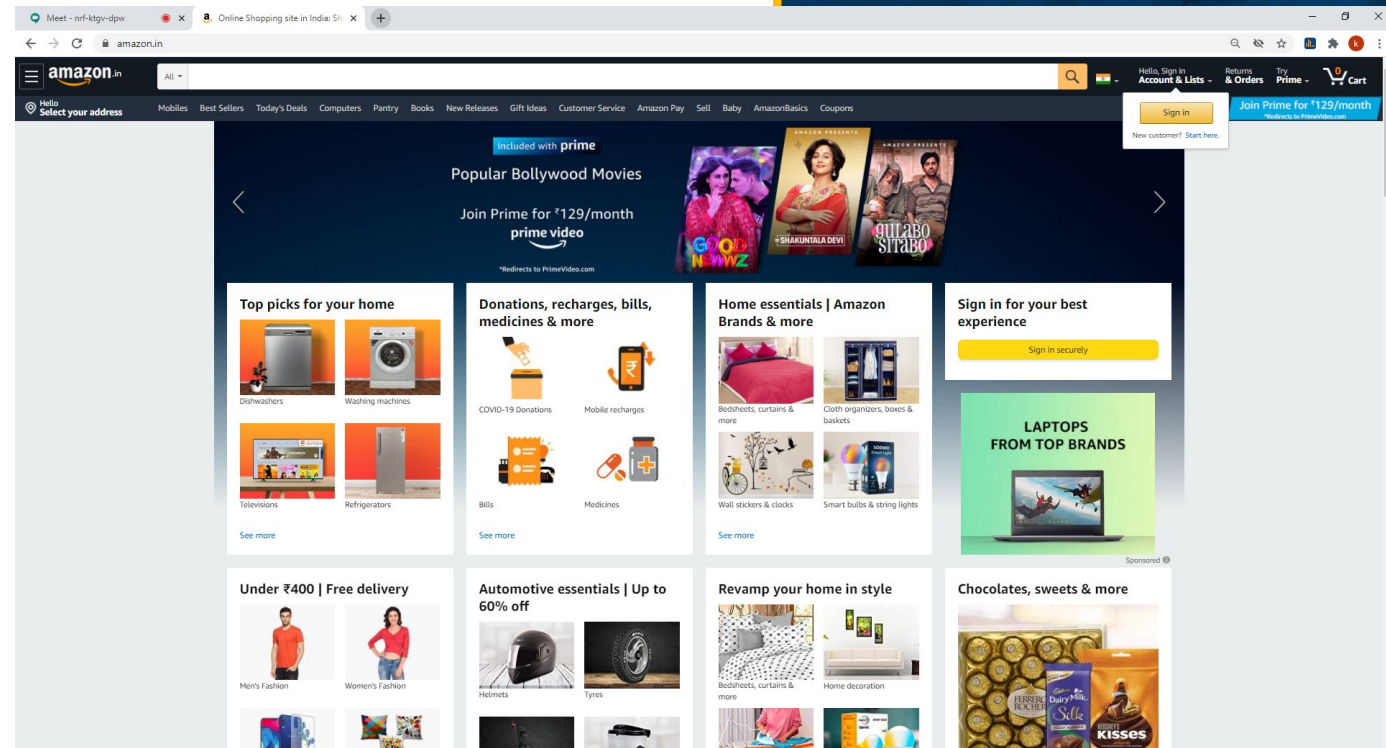 Meet - nrf-ktgv-dpw
Online Shopping site in India: Sh
amazon.in
k
amazon.in
All
Hello, Sign in
Account & Lists
Returns
& Orders
Try
Prime
0
Cart
Hello
Select your address
Mobiles Best Sellers Today's Deals Computers Pantry Books New Releases Gift Ideas Customer Service Amazon Pay Sell Baby AmazonBasics Coupons
Join Prime for ₹129/month
*Redirects to PrimeVideo.com
Sign in
New customer? Start here.
Included with prime
Popular Bollywood Movies
Join Prime for ₹129/month
prime video
*Redirects to PrimeVideo.com
GOOD
NEWWZ
AMAZON PRESENTS
SHAKUNTALA DEVI
AMAZON PRESENTS
GULABO
SITABO
Top picks for your home
Dishwashers
Washing machines
Televisions
Refrigerators
See more
Donations, recharges, bills,
medicines & more
COVID-19 Donations
Mobile recharges
Bills
Medicines
See more
Home essentials | Amazon
Brands & more
Bedsheets, curtains &
more
Cloth organizers, boxes &
baskets
Wall stickers & clocks
Smart bulbs & string lights
See more
Sign in for your best
experience
Sign in securely
LAPTOPS
FROM TOP BRANDS
Sponsored
Under ₹400 | Free delivery
Men's Fashion
Women's Fashion
Automotive essentials | Up to
60% off
Helmets
Tyres
Revamp your home in style
Bedsheets, curtains &
more
Home decoration
Chocolates, sweets & more
FERRERO
ROCHER
Cadbury
Dairy Milk
Silk
HERSHEY'S
KISSES